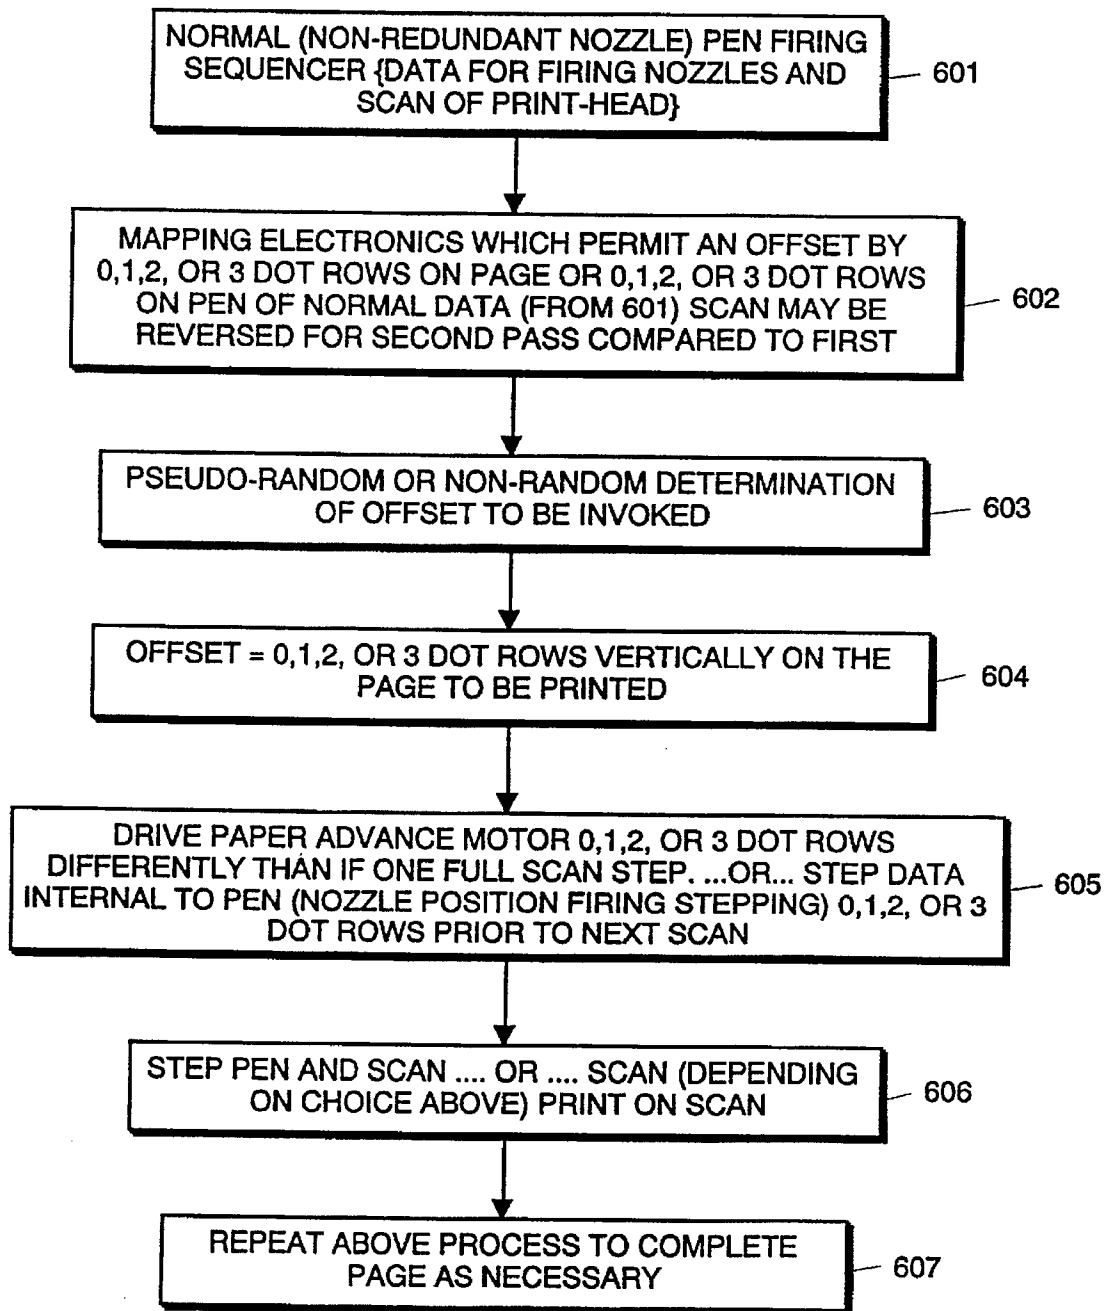 NORMAL (NON-REDUNDANT NOZZLE) PEN FIRING
SEQUENCER {DATA FOR FIRING NOZZLES AND
SCAN OF PRINT-HEAD}
601
MAPPING ELECTRONICS WHICH PERMIT AN OFFSET BY
0,1,2, OR 3 DOT ROWS ON PAGE OR 0,1,2, OR 3 DOT ROWS
ON PEN OF NORMAL DATA (FROM 601) SCAN MAY BE
REVERSED FOR SECOND PASS COMPARED TO FIRST
602
PSEUDO-RANDOM OR NON-RANDOM DETERMINATION
OF OFFSET TO BE INVOKED
603
OFFSET = 0,1,2, OR 3 DOT ROWS VERTICALLY ON THE
PAGE TO BE PRINTED
604
DRIVE PAPER ADVANCE MOTOR 0,1,2, OR 3 DOT ROWS
DIFFERENTLY THAN IF ONE FULL SCAN STEP. ...OR... STEP DATA
INTERNAL TO PEN (NOZZLE POSITION FIRING STEPPING) 0,1,2, OR 3
DOT ROWS PRIOR TO NEXT SCAN
605
STEP PEN AND SCAN .... OR .... SCAN (DEPENDING
ON CHOICE ABOVE) PRINT ON SCAN
606
REPEAT ABOVE PROCESS TO COMPLETE
PAGE AS NECESSARY
607